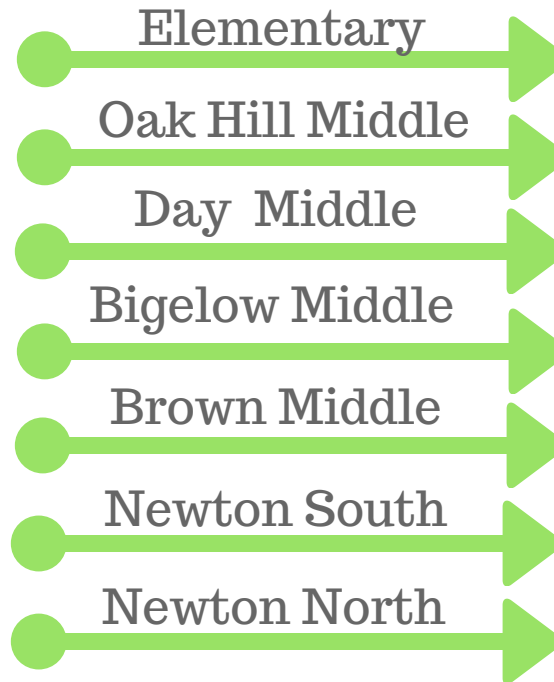 Elementary
Oak Hill Middle
Day Middle
Bigelow Middle
Brown Middle
Newton South
Newton North